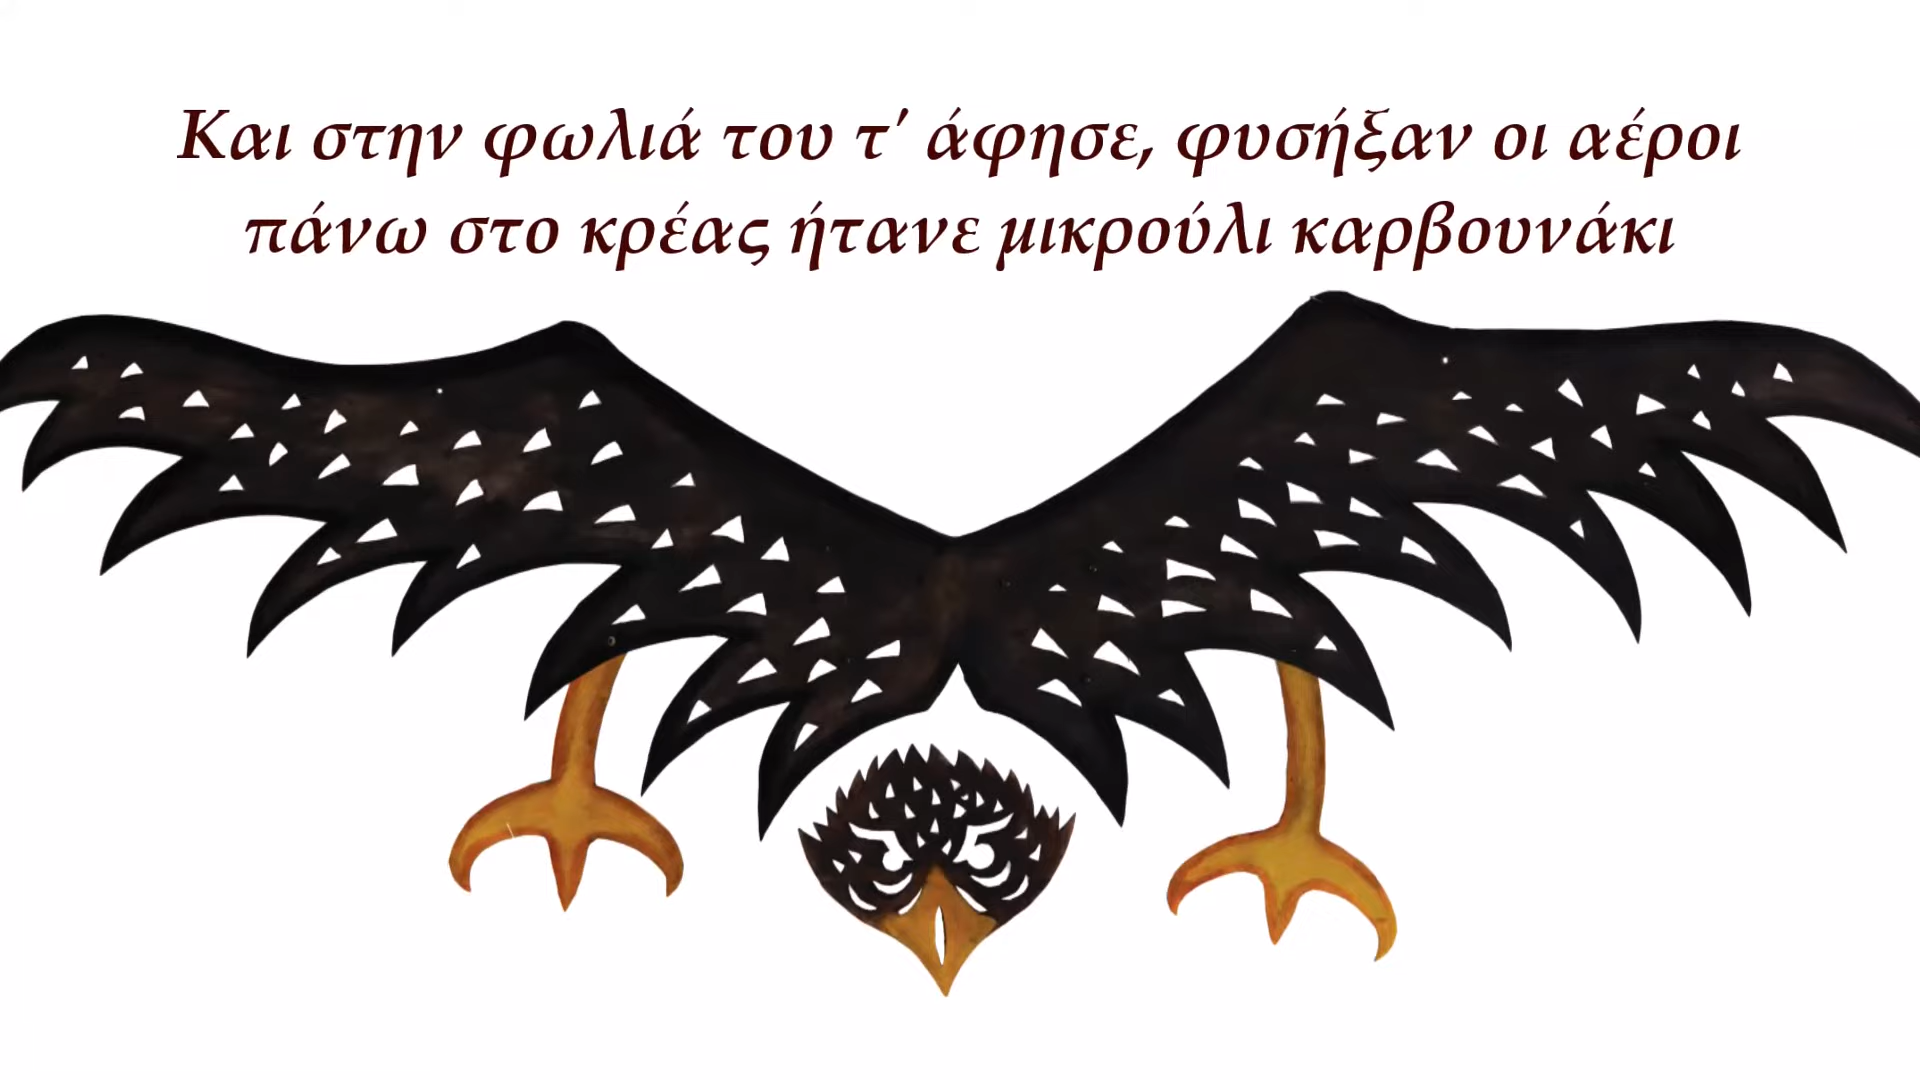 Και στην φωλιά του τ' άφησε, φυσήξαν οι αέροι
πάνω στο κρέας ήτανε μικρούλι καρβουνάκι